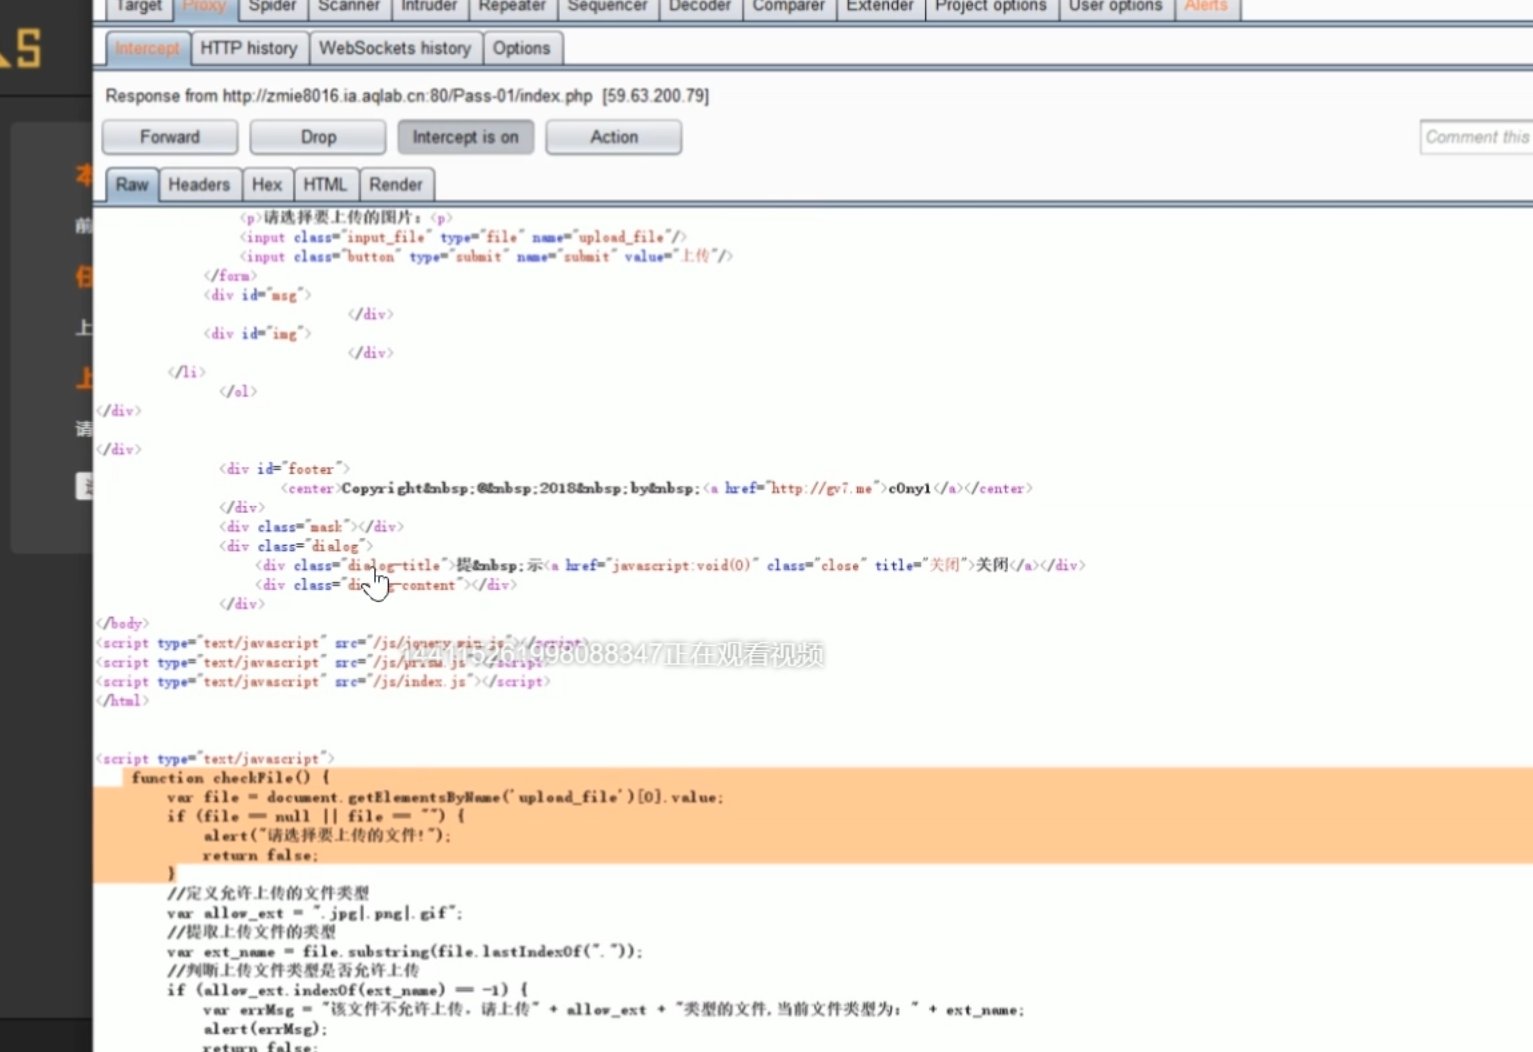 Target Proxy Spider Scanner Intruder Repeater Sequencer Decoder Comparer Extender Project options User options Alerts
Intercept HTTP history WebSockets history Options
Response from http://zmie8016.ia.aqlab.cn:80/Pass-01/index.php [59.63.200.79]
Forward Drop Intercept is on Action Comment this
Raw Headers Hex HTML Render
<p>请选择要上传的图片：<p>
<input class="input_file" type="file" name="upload_file"/>
<input class="button" type="submit" name="submit" value="上传"/>
</form>
<div id="msg">
</div>
<div id="img">
</div>
</li>
</ol>
</div>
</div>
<div id="footer">
<center>Copyright&nbsp;@&nbsp;2018&nbsp;by&nbsp;<a href="http://gv7.me">c0ny1</a></center>
</div>
<div class="mask"></div>
<div class="dialog">
<div class="dialog-title">提&nbsp;示<a href="javascript:void(0)" class="close" title="关闭">关闭</a></div>
<div class="dialog-content"></div>
</div>
</body>
<script type="text/javascript" src="/js/jquery.min.js"></script>
1441152619980883​47正在观看视频
<script type="text/javascript" src="/js/prism.js"></script>
<script type="text/javascript" src="/js/index.js"></script>
</html>
<script type="text/javascript">
function checkFile() {
var file = document.getElementsByName('upload_file')[0].value;
if (file == null || file == "") {
alert("请选择要上传的文件!");
return false;
}
//定义允许上传的文件类型
var allow_ext = ".jpg|.png|.gif";
//提取上传文件的类型
var ext_name = file.substring(file.lastIndexOf("."));
//判断上传文件类型是否允许上传
if (allow_ext.indexOf(ext_name) == -1) {
var errMsg = "该文件不允许上传，请上传" + allow_ext + "类型的文件,当前文件类型为：" + ext_name;
alert(errMsg);
return false;
S
本
前
任
上
上
请